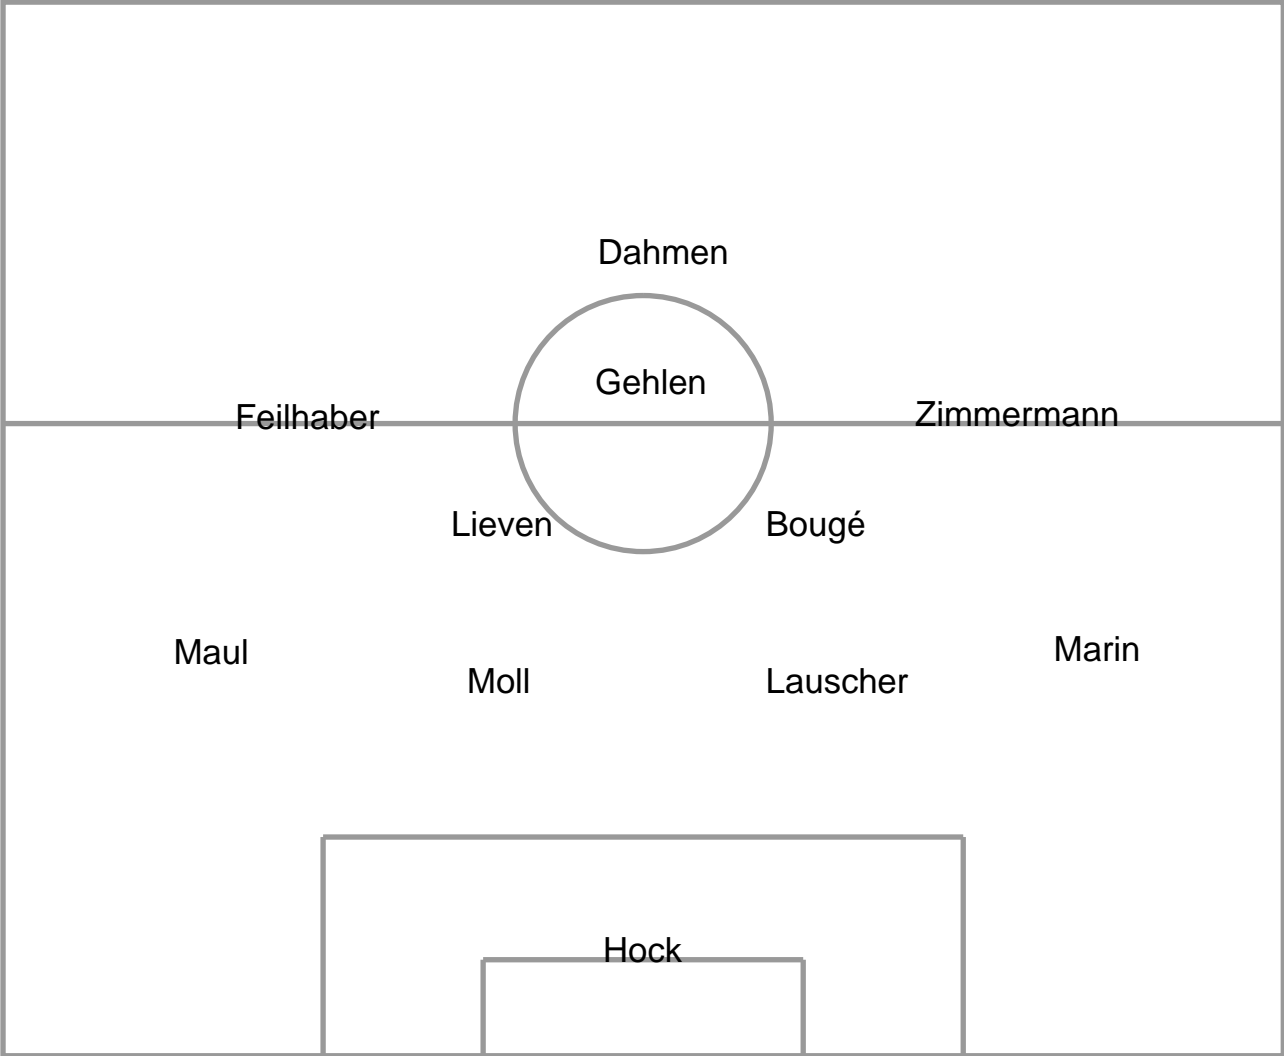 Dahmen
Gehlen
Feilhaber
Zimmermann
Lieven
Bougé
Maul
Marin
Moll
Lauscher
Hock